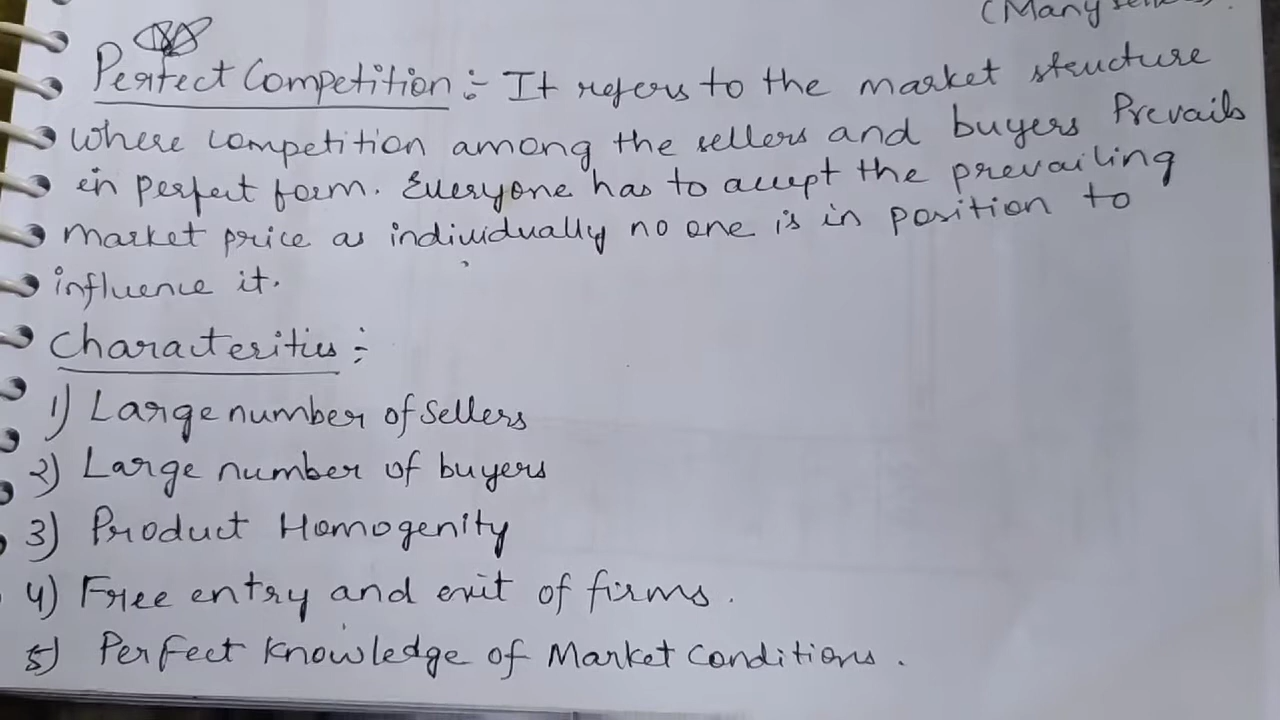 (Many
Perfect Competition :- It refers to the market structure
where competition among the sellers and buyers Prevails
in perfect form. Everyone has to accept the prevailing
market price as individually no one is in position to
influence it.
Characterities :-
1) Large number of Sellers
2) Large number of buyers
3) Product Homogenity
4) Free entry and exit of firms.
5) Perfect Knowledge of Market Conditions.